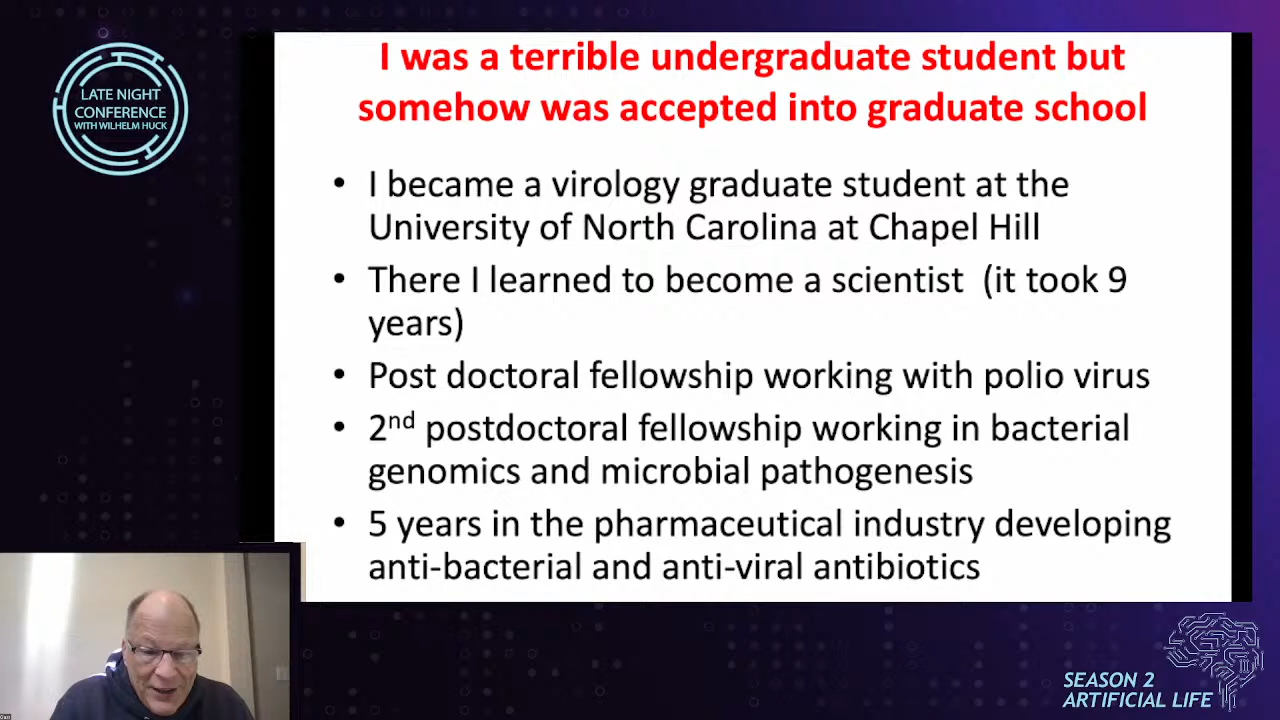 LATE NIGHT
CONFERENCE
WITH WILHELM HUCK
I was a terrible undergraduate student but
somehow was accepted into graduate school
• I became a virology graduate student at the
University of North Carolina at Chapel Hill
• There I learned to become a scientist (it took 9
years)
• Post doctoral fellowship working with polio virus
• 2nd postdoctoral fellowship working in bacterial
genomics and microbial pathogenesis
• 5 years in the pharmaceutical industry developing
anti-bacterial and anti-viral antibiotics
SEASON 2
ARTIFICIAL LIFE